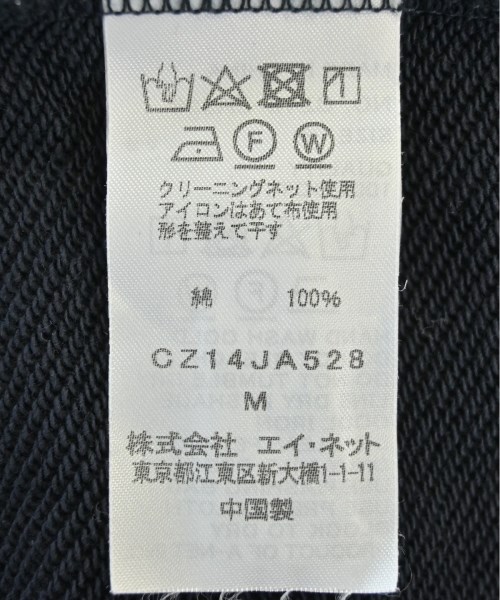 F W
クリーニングネット使用
アイロンはあて布使用
形を整えて干す
綿 100%
CZ14JA528
M
株式会社 エイ・ネット
東京都江東区新大橋1-1-11
中国製